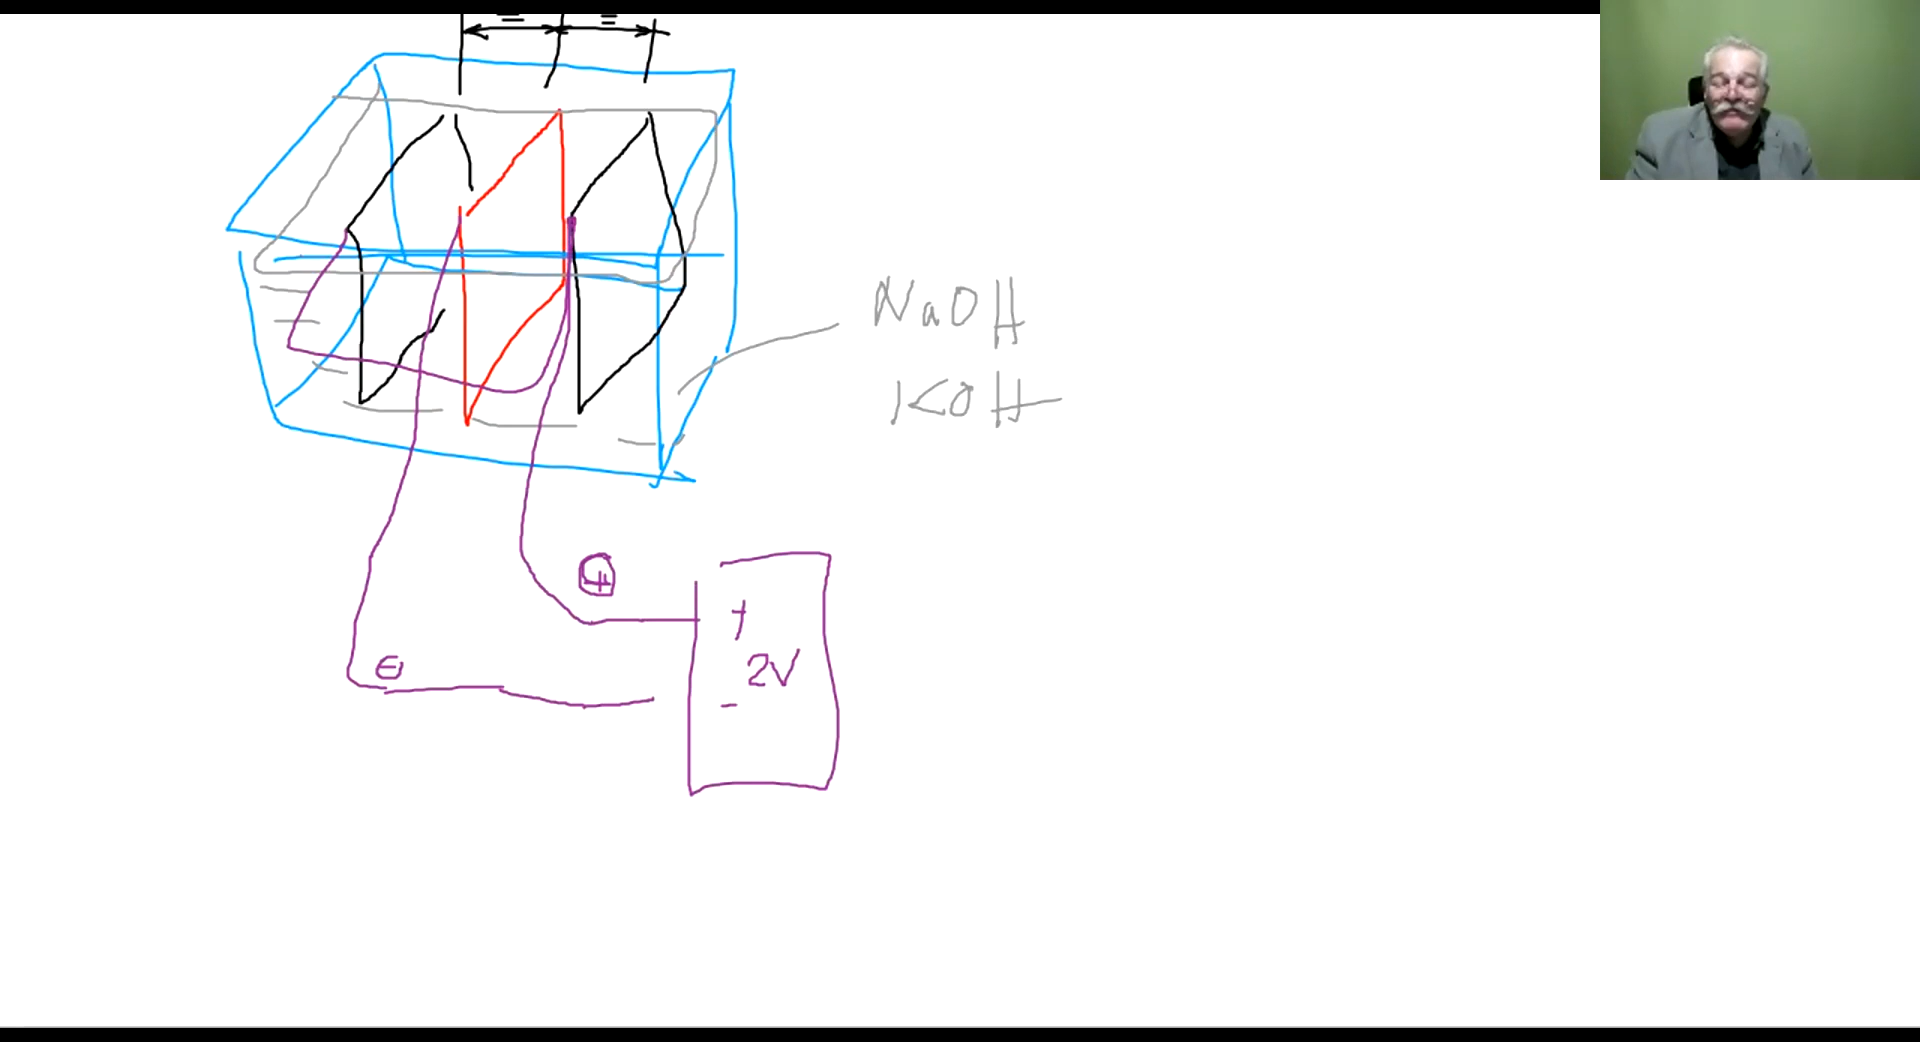 =
=
NaOH
KOH
+
+
2V
⊖
-